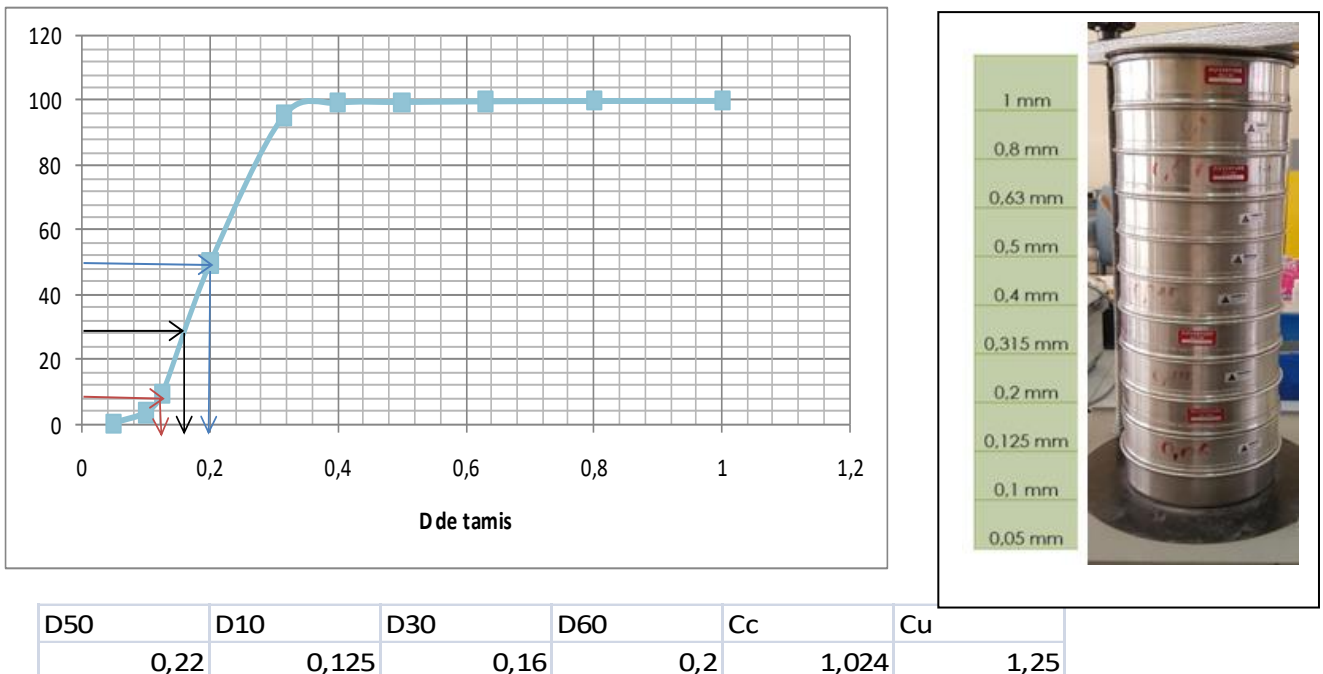 120
100
80
60
40
20
0
0 0,2 0,4 0,6 0,8 1 1,2
D de tamis
1 mm
0,8 mm
0,63 mm
0,5 mm
0,4 mm
0,315 mm
0,2 mm
0,125 mm
0,1 mm
0,05 mm
D50 D10 D30 D60 Cc Cu
0,22 0,125 0,16 0,2 1,024 1,25